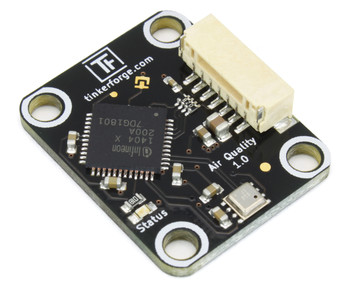 TF
tinkerforge.com
infineon
1404 X
200A
7DG1801
Air Quality
1.0
Status